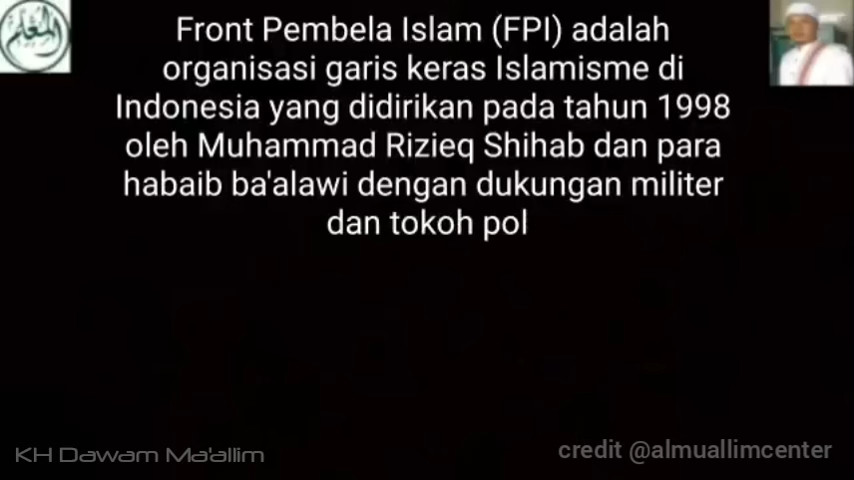 Front Pembela Islam (FPI) adalah
organisasi garis keras Islamisme di
Indonesia yang didirikan pada tahun 1998
oleh Muhammad Rizieq Shihab dan para
habaib ba'alawi dengan dukungan militer
dan tokoh pol
KH Dawam Ma'allim
credit @almuallimcenter
المعلم